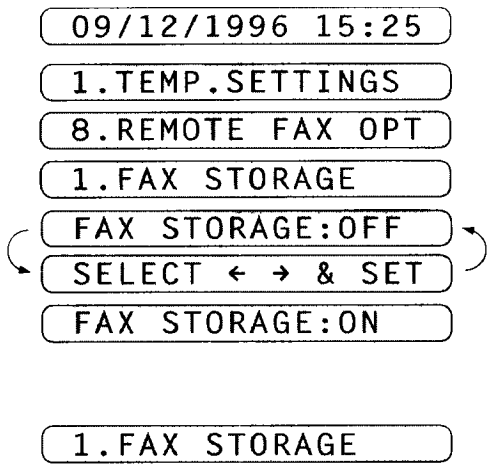 09/12/1996 15:25
1.TEMP.SETTINGS
8.REMOTE FAX OPT
1.FAX STORAGE
FAX STORAGE:OFF
SELECT ← → & SET
FAX STORAGE:ON
1.FAX STORAGE